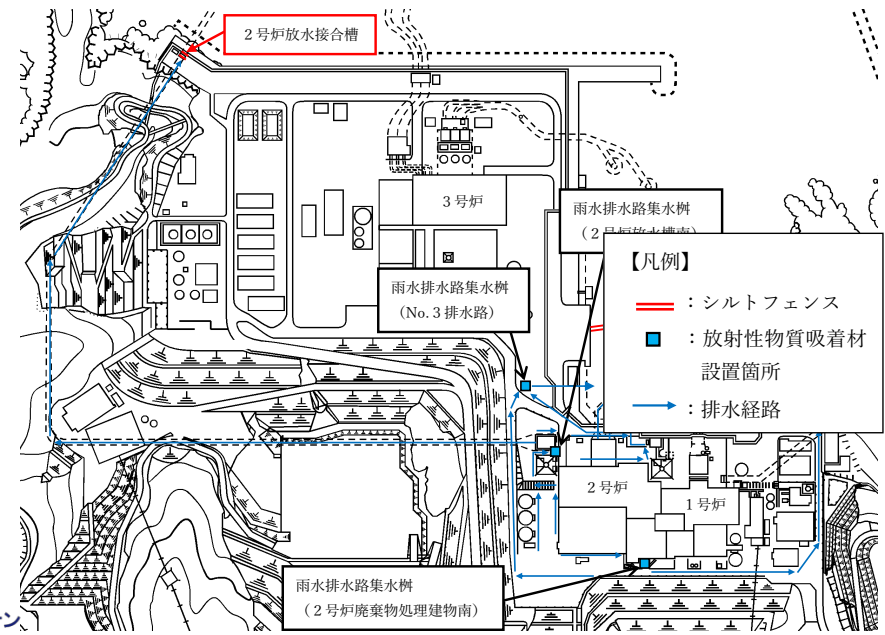 2号炉放水接合槽
3号炉
雨水排水路集水桝
（2号炉放水槽南）
【凡例】
：シルトフェンス
：放射性物質吸着材
設置箇所
：排水経路
雨水排水路集水桝
（No.3排水路）
2号炉
1号炉
雨水排水路集水桝
（2号炉廃棄物処理建物南）